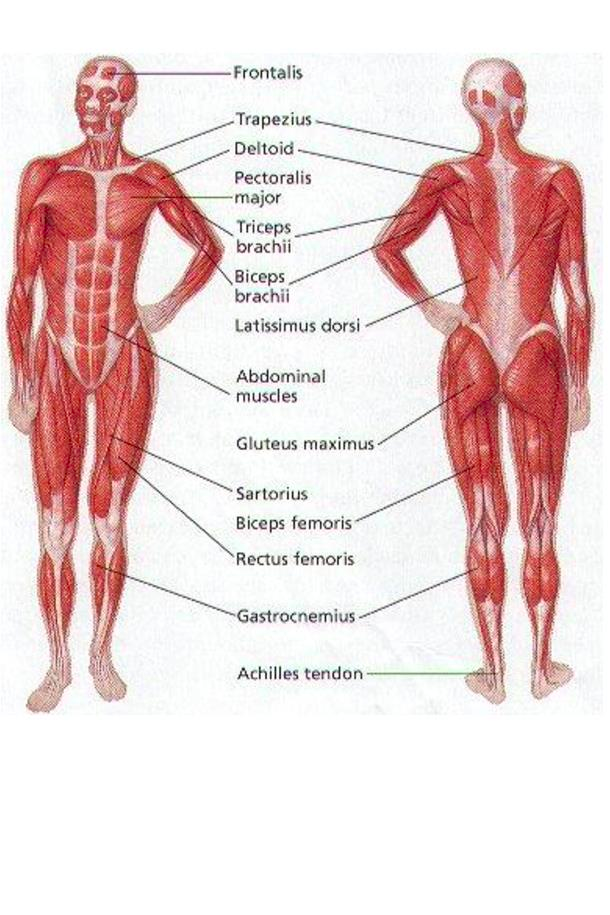 Frontalis
Trapezius
Deltoid
Pectoralis
major
Triceps
brachii
Biceps
brachii
Latissimus dorsi
Abdominal
muscles
Gluteus maximus
Sartorius
Biceps femoris
Rectus femoris
Gastrocnemius
Achilles tendon